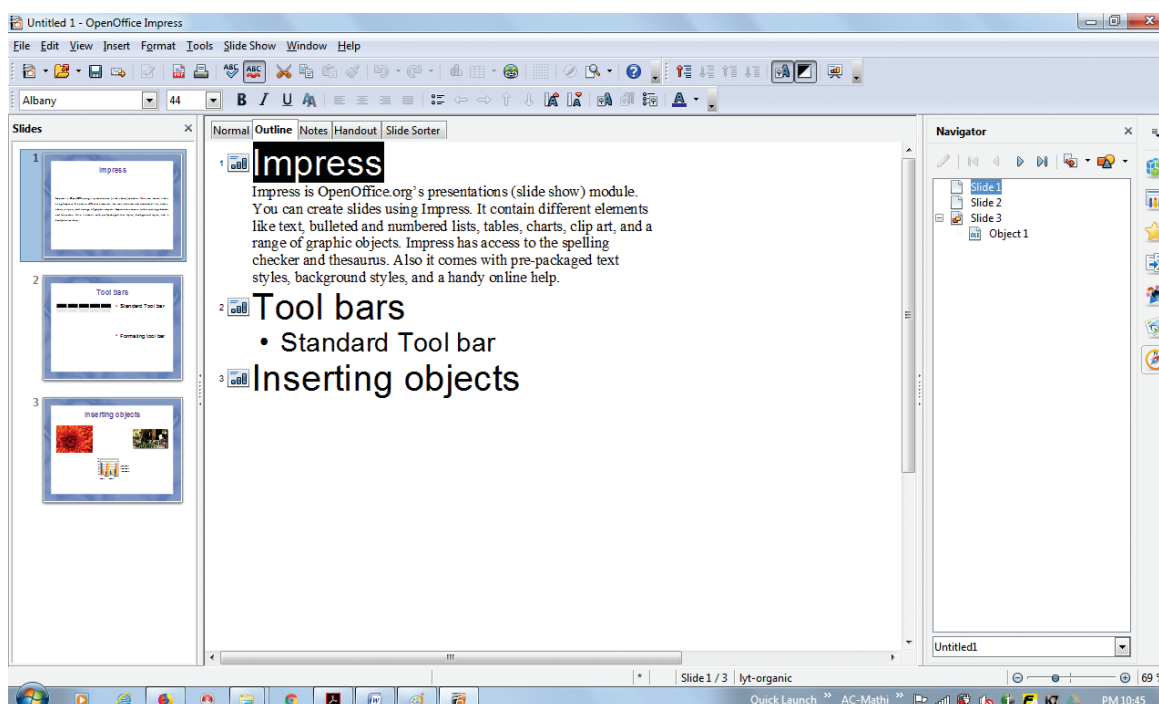 Untitled 1 - OpenOffice Impress
File Edit View Insert Format Tools Slide Show Window Help
Albany 44 B I U A
Slides
Normal Outline Notes Handout Slide Sorter
Navigator
1
Impress
2
Tool bars
Standard Tool bar
Formating tool bar
3
Inserting objects
1 Impress
Impress is OpenOffice.org's presentations (slide show) module.
You can create slides using Impress. It contain different elements
like text, bulleted and numbered lists, tables, charts, clip art, and a
range of graphic objects. Impress has access to the spelling
checker and thesaurus. Also it comes with pre-packaged text
styles, background styles, and a handy online help.
2 Tool bars
• Standard Tool bar
3 Inserting objects
Slide 1
Slide 2
Slide 3
Object 1
Untitled1
* Slide 1 / 3 lyt-organic 69
Quick Launch » AC-Mathi » PM 10:45